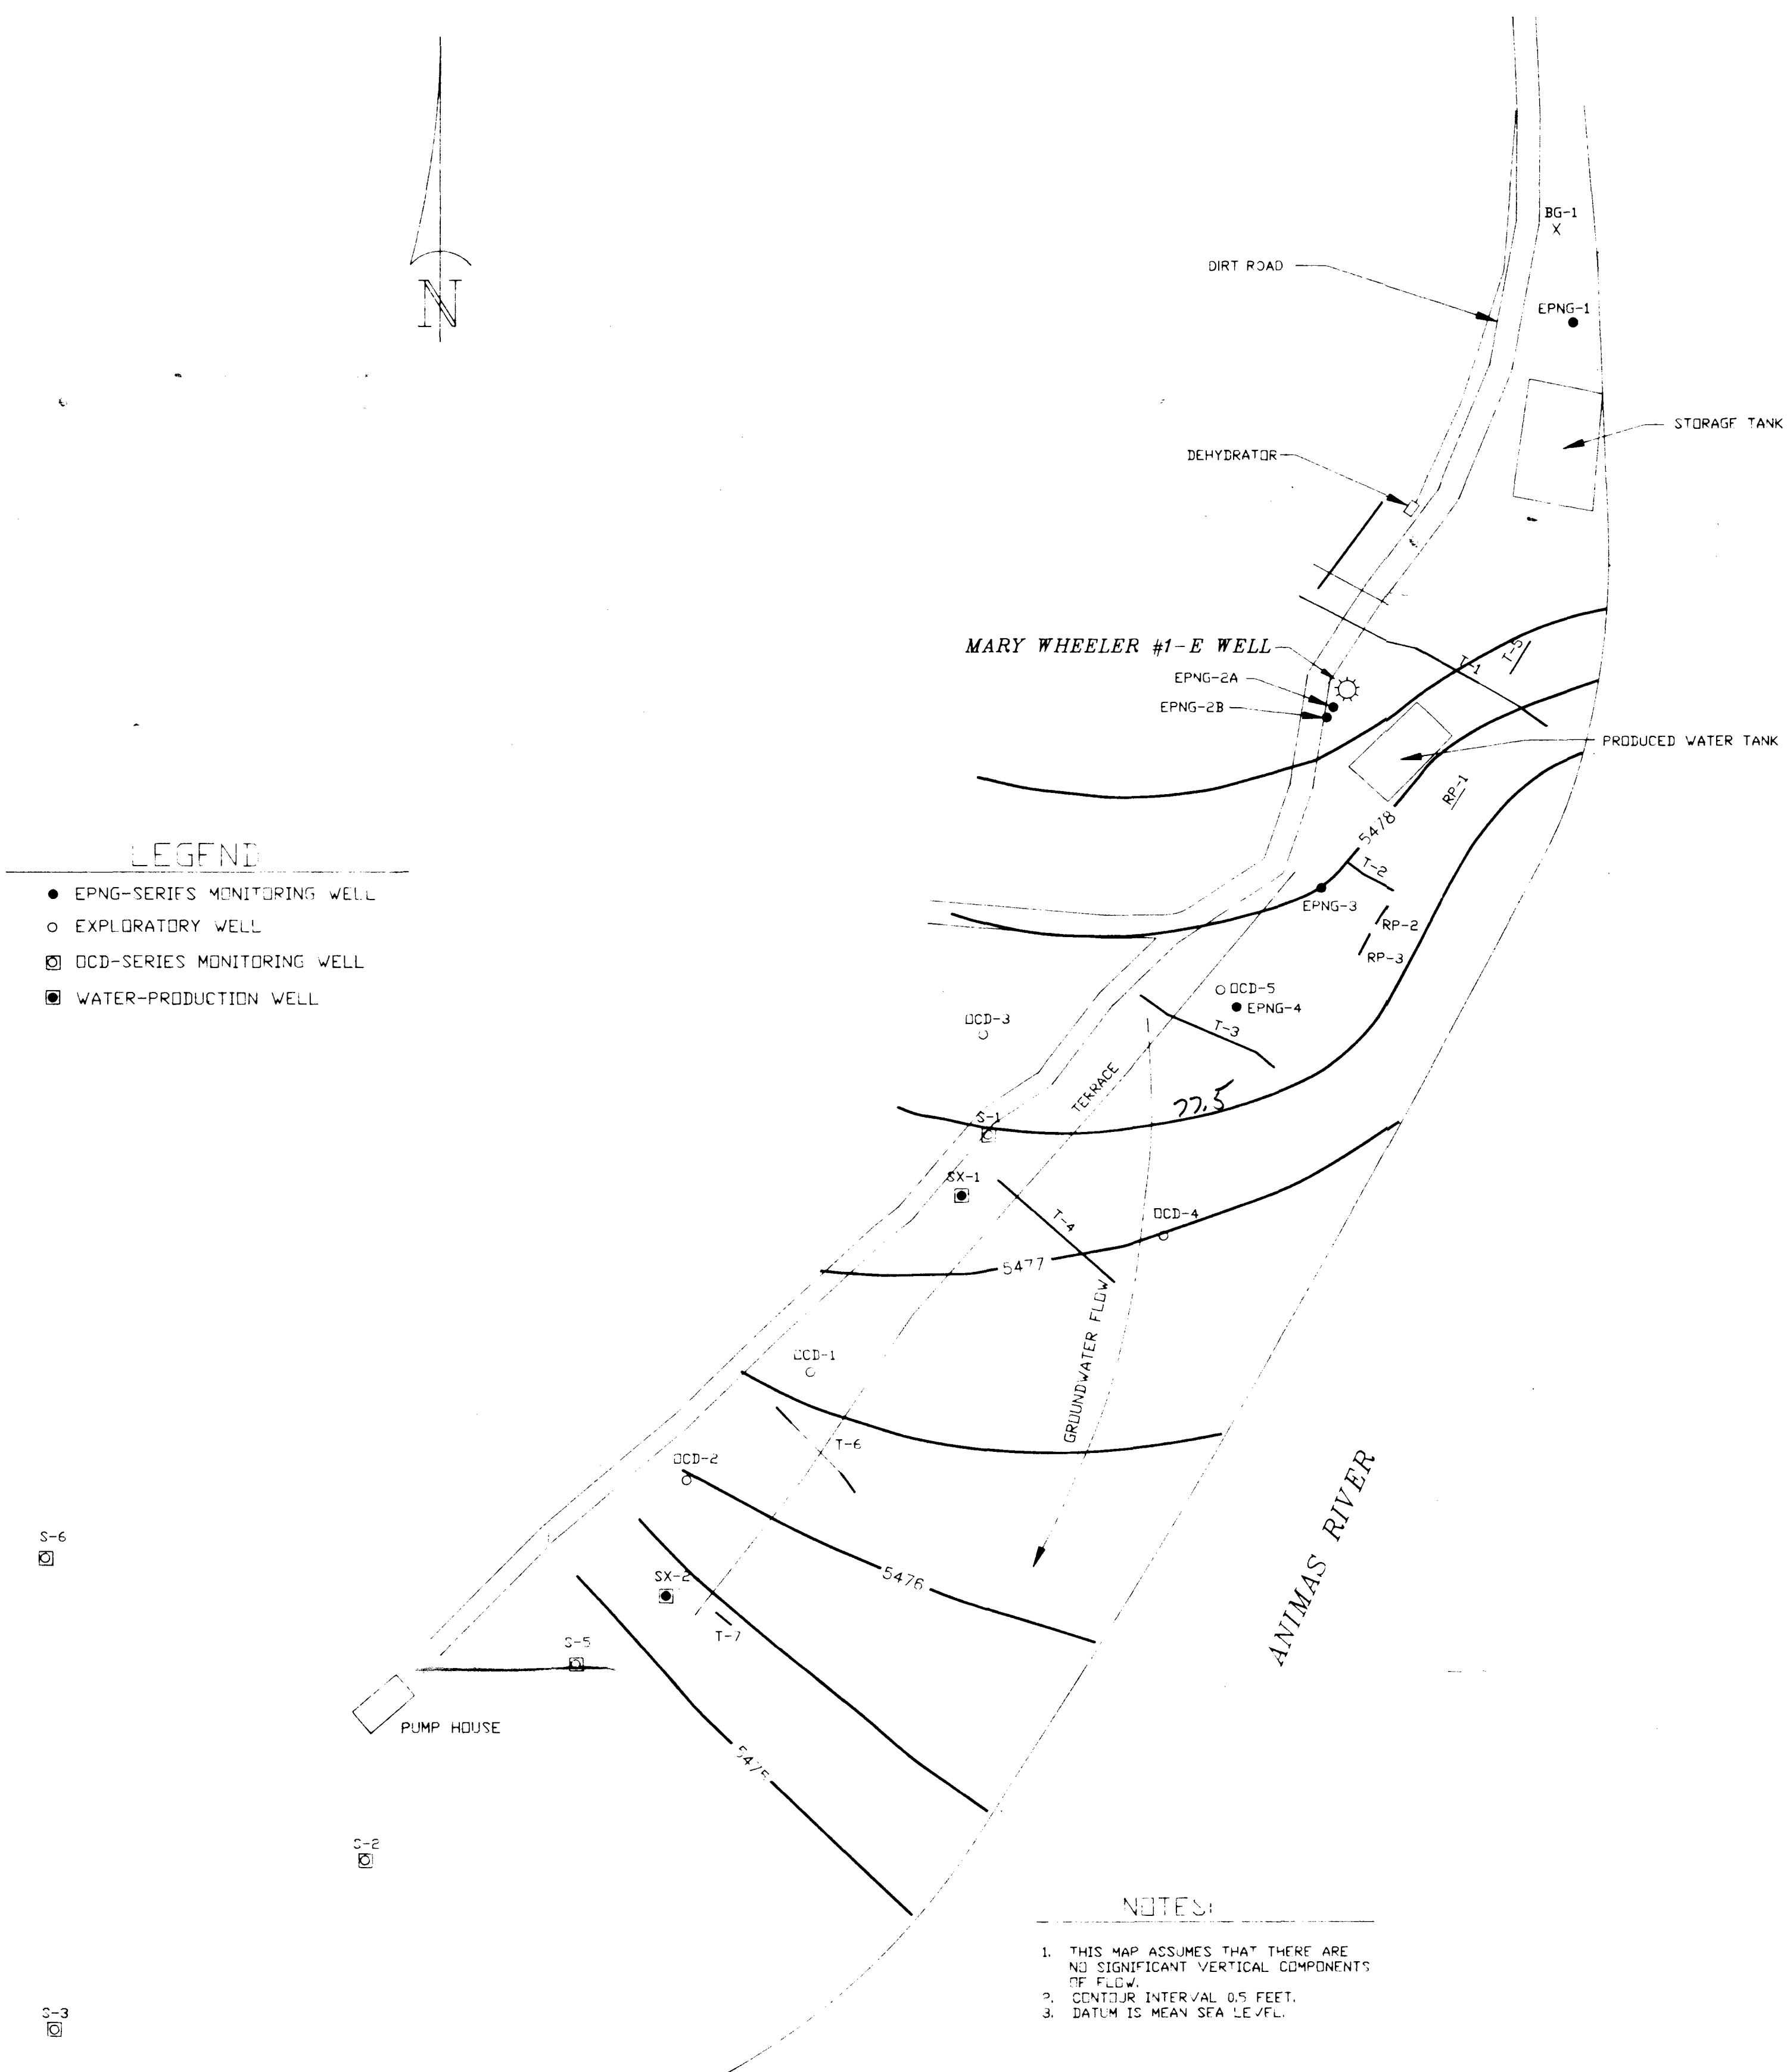 N
BG-1
X
DIRT ROAD
EPNG-1
STORAGE TANK
DEHYDRATOR
MARY WHEELER #1-E WELL
T-5
T-1
EPNG-2A
EPNG-2B
PRODUCED WATER TANK
RP-1
5478
T-2
LEGEND
EPNG-SERIES MONITORING WELL
EXPLORATORY WELL
OCD-SERIES MONITORING WELL
WATER-PRODUCTION WELL
EPNG-3
RP-2
RP-3
OCD-5
EPNG-4
OCD-3
T-3
TERRACE
77.5
S-1
SX-1
T-4
OCD-4
5477
GROUNDWATER FLOW
OCD-1
T-6
OCD-2
ANIMAS RIVER
S-6
5476
SX-2
T-7
S-5
PUMP HOUSE
5475
S-2
NOTES:
1. THIS MAP ASSUMES THAT THERE ARE
NO SIGNIFICANT VERTICAL COMPONENTS
OF FLOW.
2. CONTOUR INTERVAL 0.5 FEET.
3. DATUM IS MEAN SEA LEVEL.
S-3